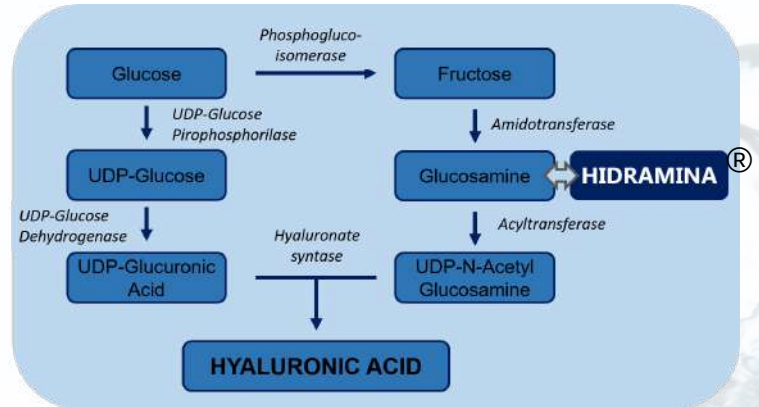 Phosphogluco-
isomerase
Glucose
Fructose
UDP-Glucose
Pirophosphorilase
Amidotransferase
UDP-Glucose
Glucosamine
HIDRAMINA®
UDP-Glucose
Dehydrogenase
Hyaluronate
syntase
Acyltransferase
UDP-Glucuronic
Acid
UDP-N-Acetyl
Glucosamine
HYALURONIC ACID